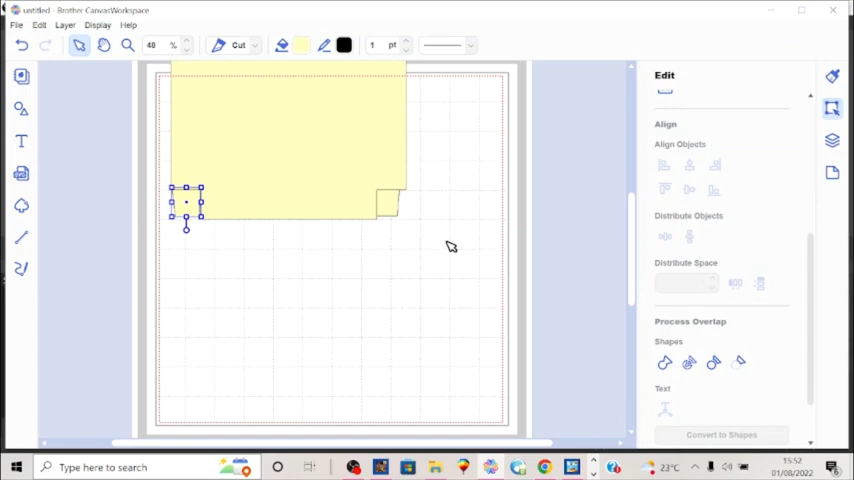 untitled - Brother CanvasWorkspace
File Edit Layer Display Help
48 % Cut 1 pt
Edit
Align
Align Objects
Distribute Objects
Distribute Space
Process Overlap
Shapes
Text
Convert to Shapes
T
Type here to search
23°C
15:52
01/08/2022
6